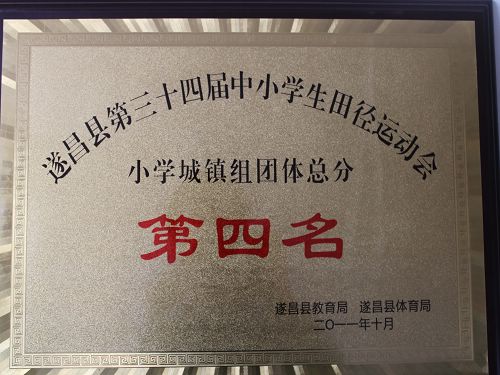 遂昌县第三十四届中小学生田径运动会
小学城镇组团体总分
第四名
遂昌县教育局 遂昌县体育局
二〇一一年十月